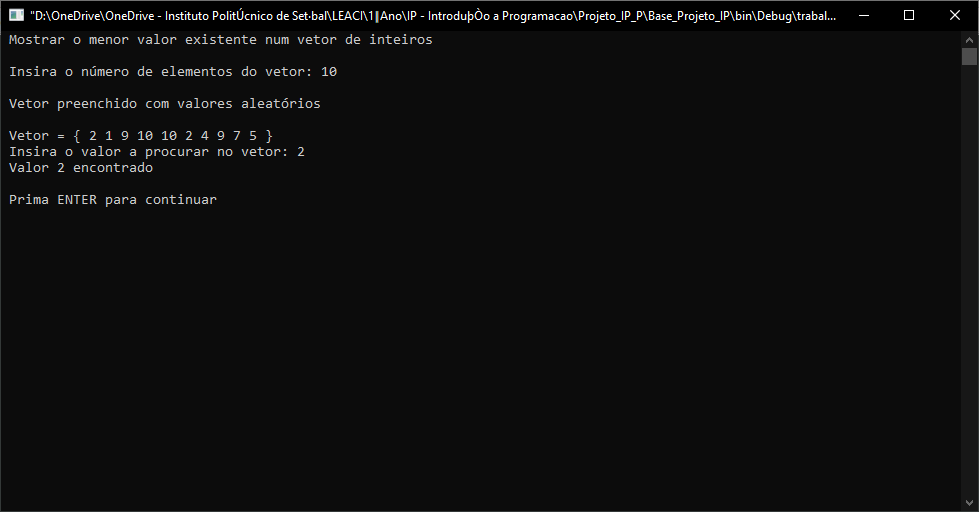 "D:\OneDrive\OneDrive - Instituto PolitÚcnico de Set·bal\LEACI\1║Ano\IP - IntroduþÒo a Programacao\Projeto_IP_P\Base_Projeto_IP\bin\Debug\trabal...
Mostrar o menor valor existente num vetor de inteiros
Insira o número de elementos do vetor: 10
Vetor preenchido com valores aleatórios
Vetor = { 2 1 9 10 10 2 4 9 7 5 }
Insira o valor a procurar no vetor: 2
Valor 2 encontrado
Prima ENTER para continuar